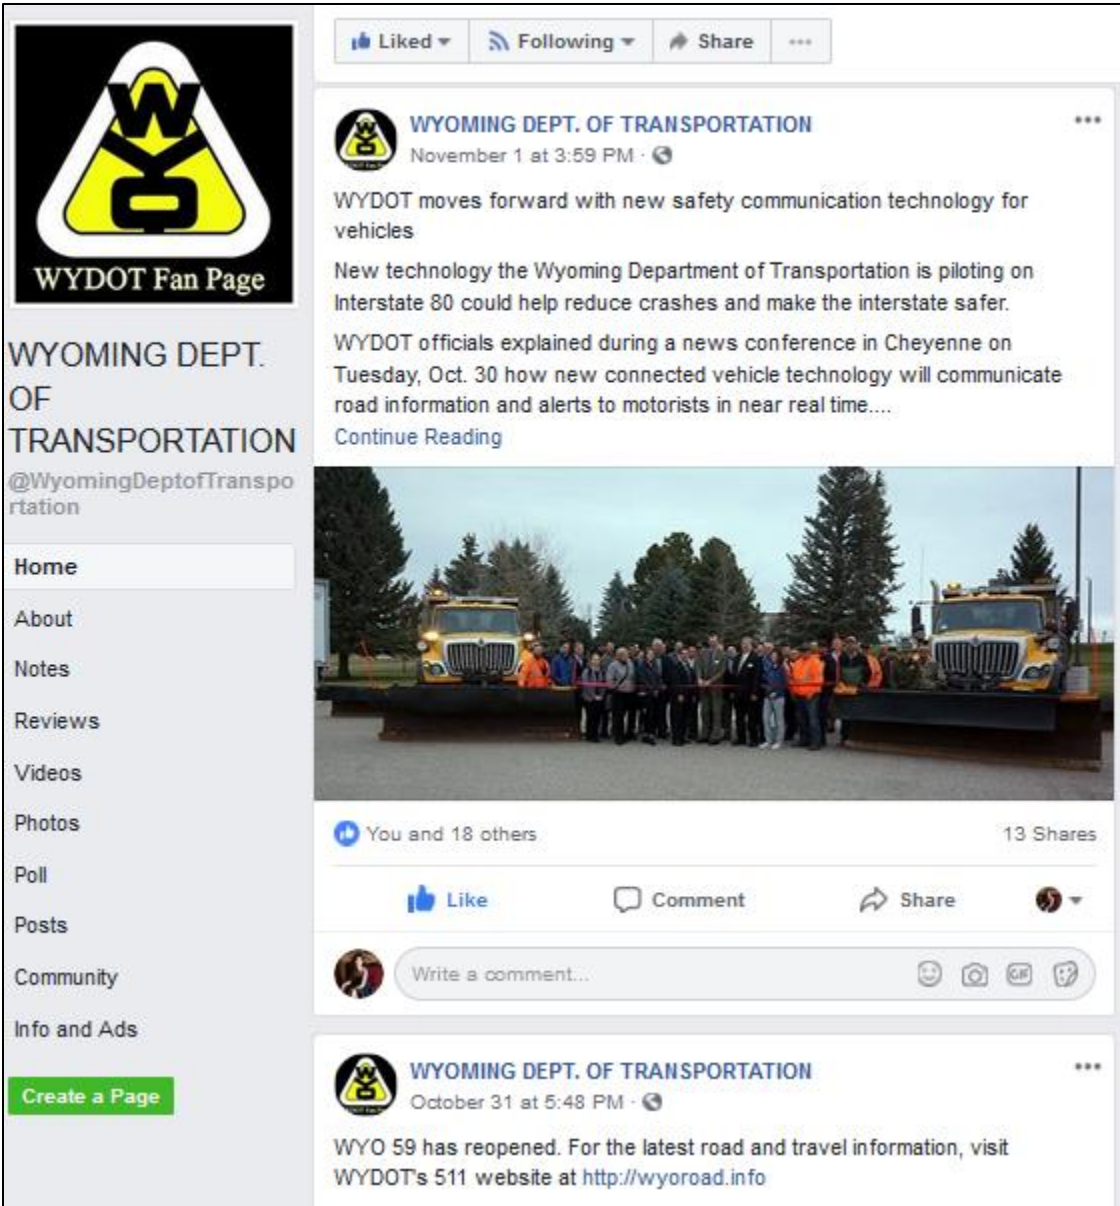 WYO
WYDOT Fan Page
WYOMING DEPT.
OF
TRANSPORTATION
@WyomingDeptofTranspo
rtation
Home
About
Notes
Reviews
Videos
Photos
Poll
Posts
Community
Info and Ads
Create a Page
Liked Following Share
WYOMING DEPT. OF TRANSPORTATION
November 1 at 3:59 PM ·
WYDOT moves forward with new safety communication technology for
vehicles
New technology the Wyoming Department of Transportation is piloting on
Interstate 80 could help reduce crashes and make the interstate safer.
WYDOT officials explained during a news conference in Cheyenne on
Tuesday, Oct. 30 how new connected vehicle technology will communicate
road information and alerts to motorists in near real time....
Continue Reading
You and 18 others 13 Shares
Like Comment Share
Write a comment... GIF
WYOMING DEPT. OF TRANSPORTATION
October 31 at 5:48 PM ·
WYO 59 has reopened. For the latest road and travel information, visit
WYDOT's 511 website at http://wyoroad.info